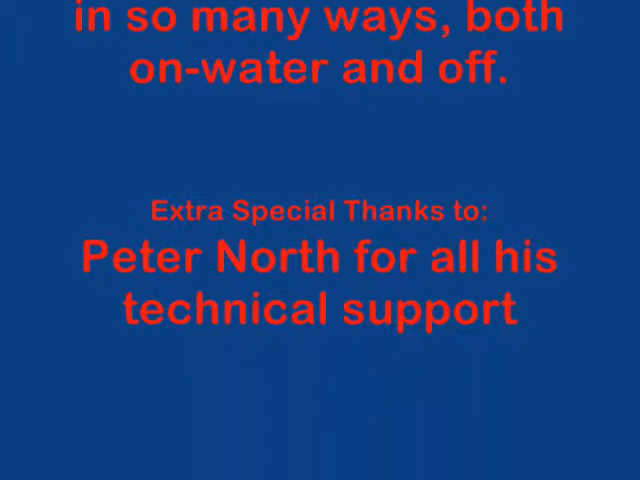 in so many ways, both
on-water and off.
Extra Special Thanks to:
Peter North for all his
technical support